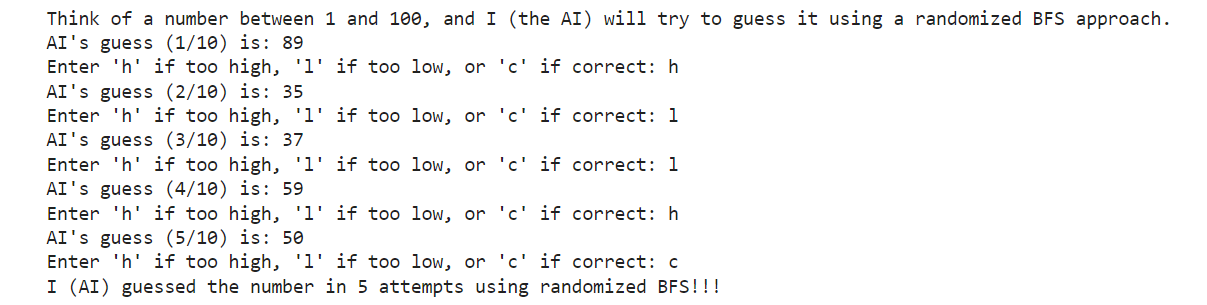 Think of a number between 1 and 100, and I (the AI) will try to guess it using a randomized BFS approach.
AI's guess (1/10) is: 89
Enter 'h' if too high, 'l' if too low, or 'c' if correct: h
AI's guess (2/10) is: 35
Enter 'h' if too high, 'l' if too low, or 'c' if correct: l
AI's guess (3/10) is: 37
Enter 'h' if too high, 'l' if too low, or 'c' if correct: l
AI's guess (4/10) is: 59
Enter 'h' if too high, 'l' if too low, or 'c' if correct: h
AI's guess (5/10) is: 50
Enter 'h' if too high, 'l' if too low, or 'c' if correct: c
I (AI) guessed the number in 5 attempts using randomized BFS!!!